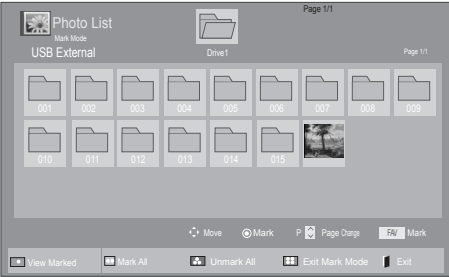 Page 1/1
Photo List
Mark Mode
USB External
Drive1
Page 1/1
001 002 003 004 005 006 007 008 009
010 011 012 013 014 015
Move Mark P Page Change FAV Mark
View Marked Mark All Unmark All Exit Mark Mode Exit